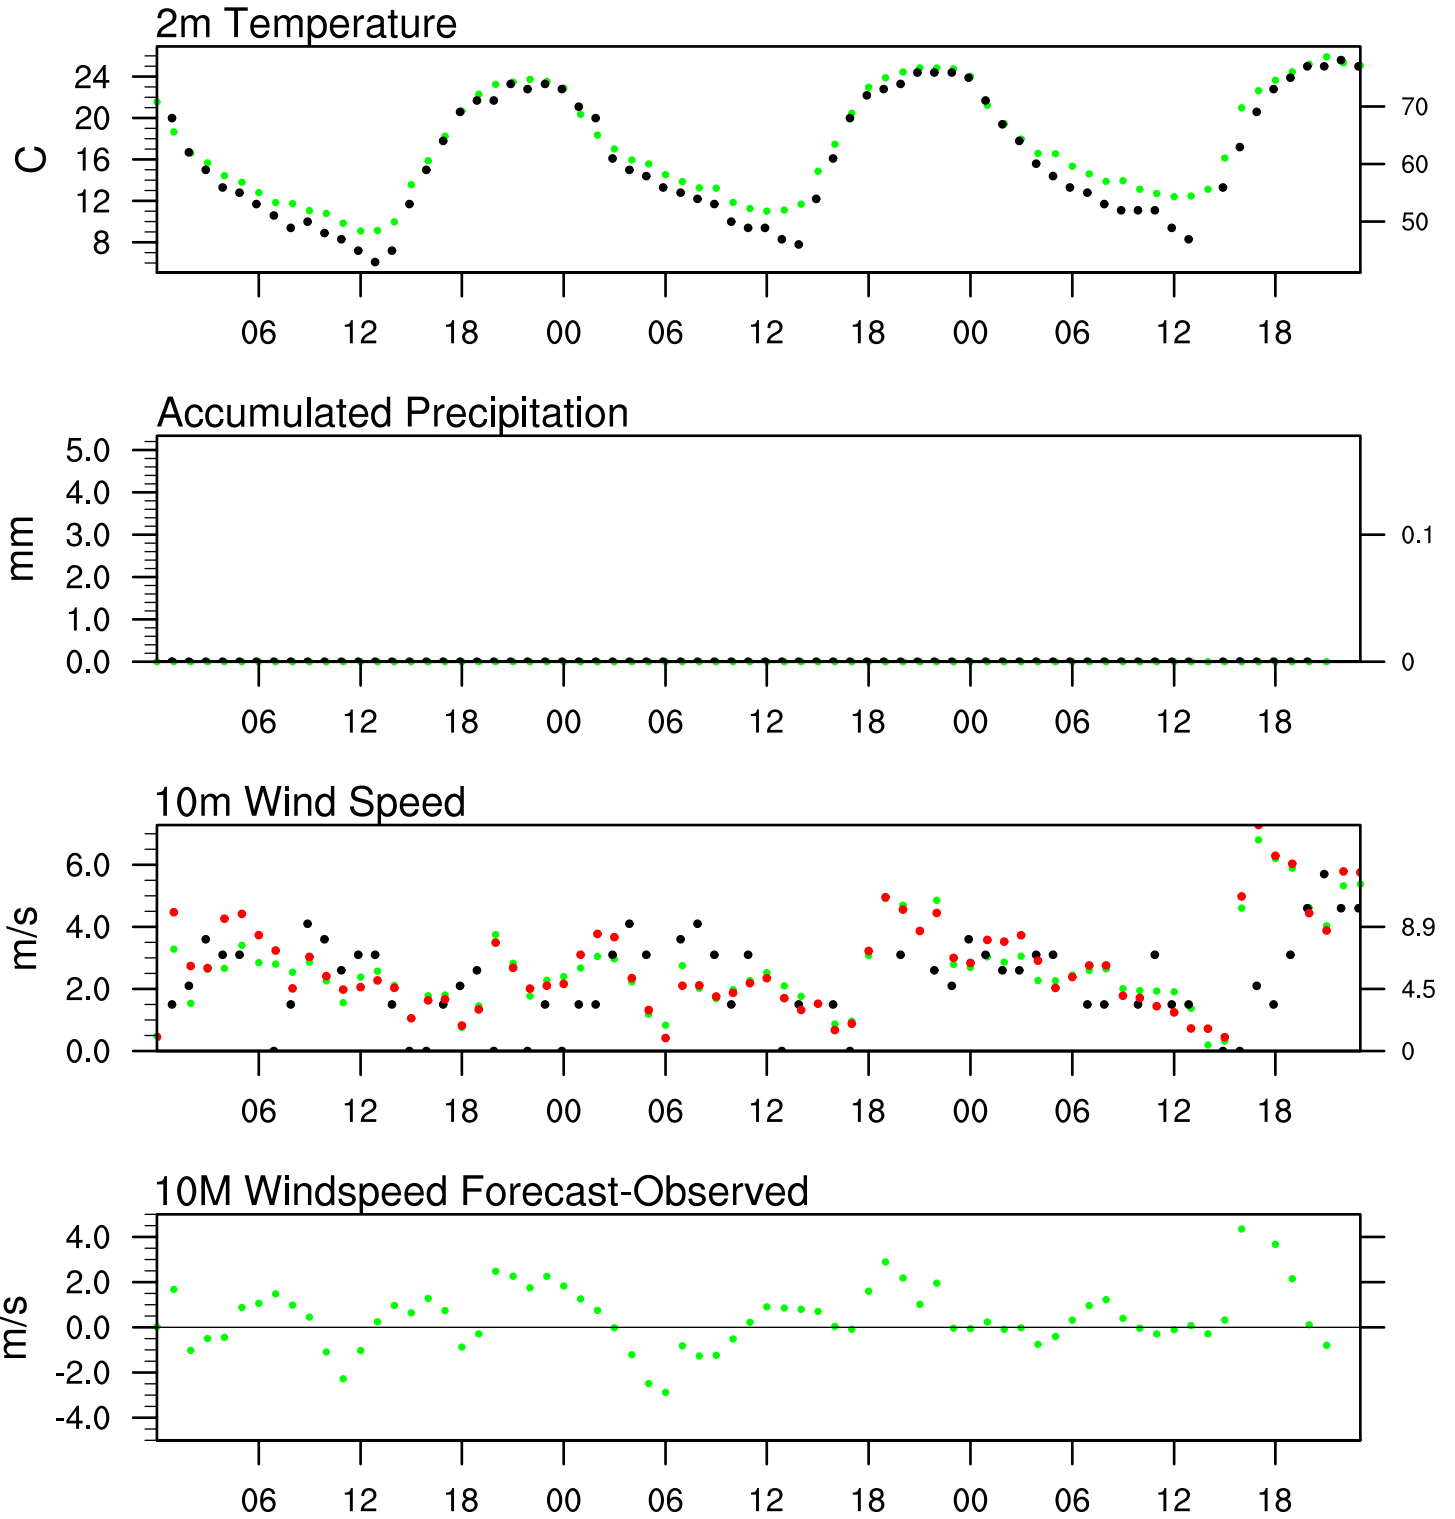 2m Temperature
24
20
16
12
8
C
70
60
50
06 12 18 00 06 12 18 00 06 12 18
Accumulated Precipitation
5.0
4.0
3.0
2.0
1.0
0.0
mm
0.1
0
06 12 18 00 06 12 18 00 06 12 18
10m Wind Speed
6.0
4.0
2.0
0.0
m/s
8.9
4.5
0
06 12 18 00 06 12 18 00 06 12 18
10M Windspeed Forecast-Observed
4.0
2.0
0.0
-2.0
-4.0
m/s
06 12 18 00 06 12 18 00 06 12 18